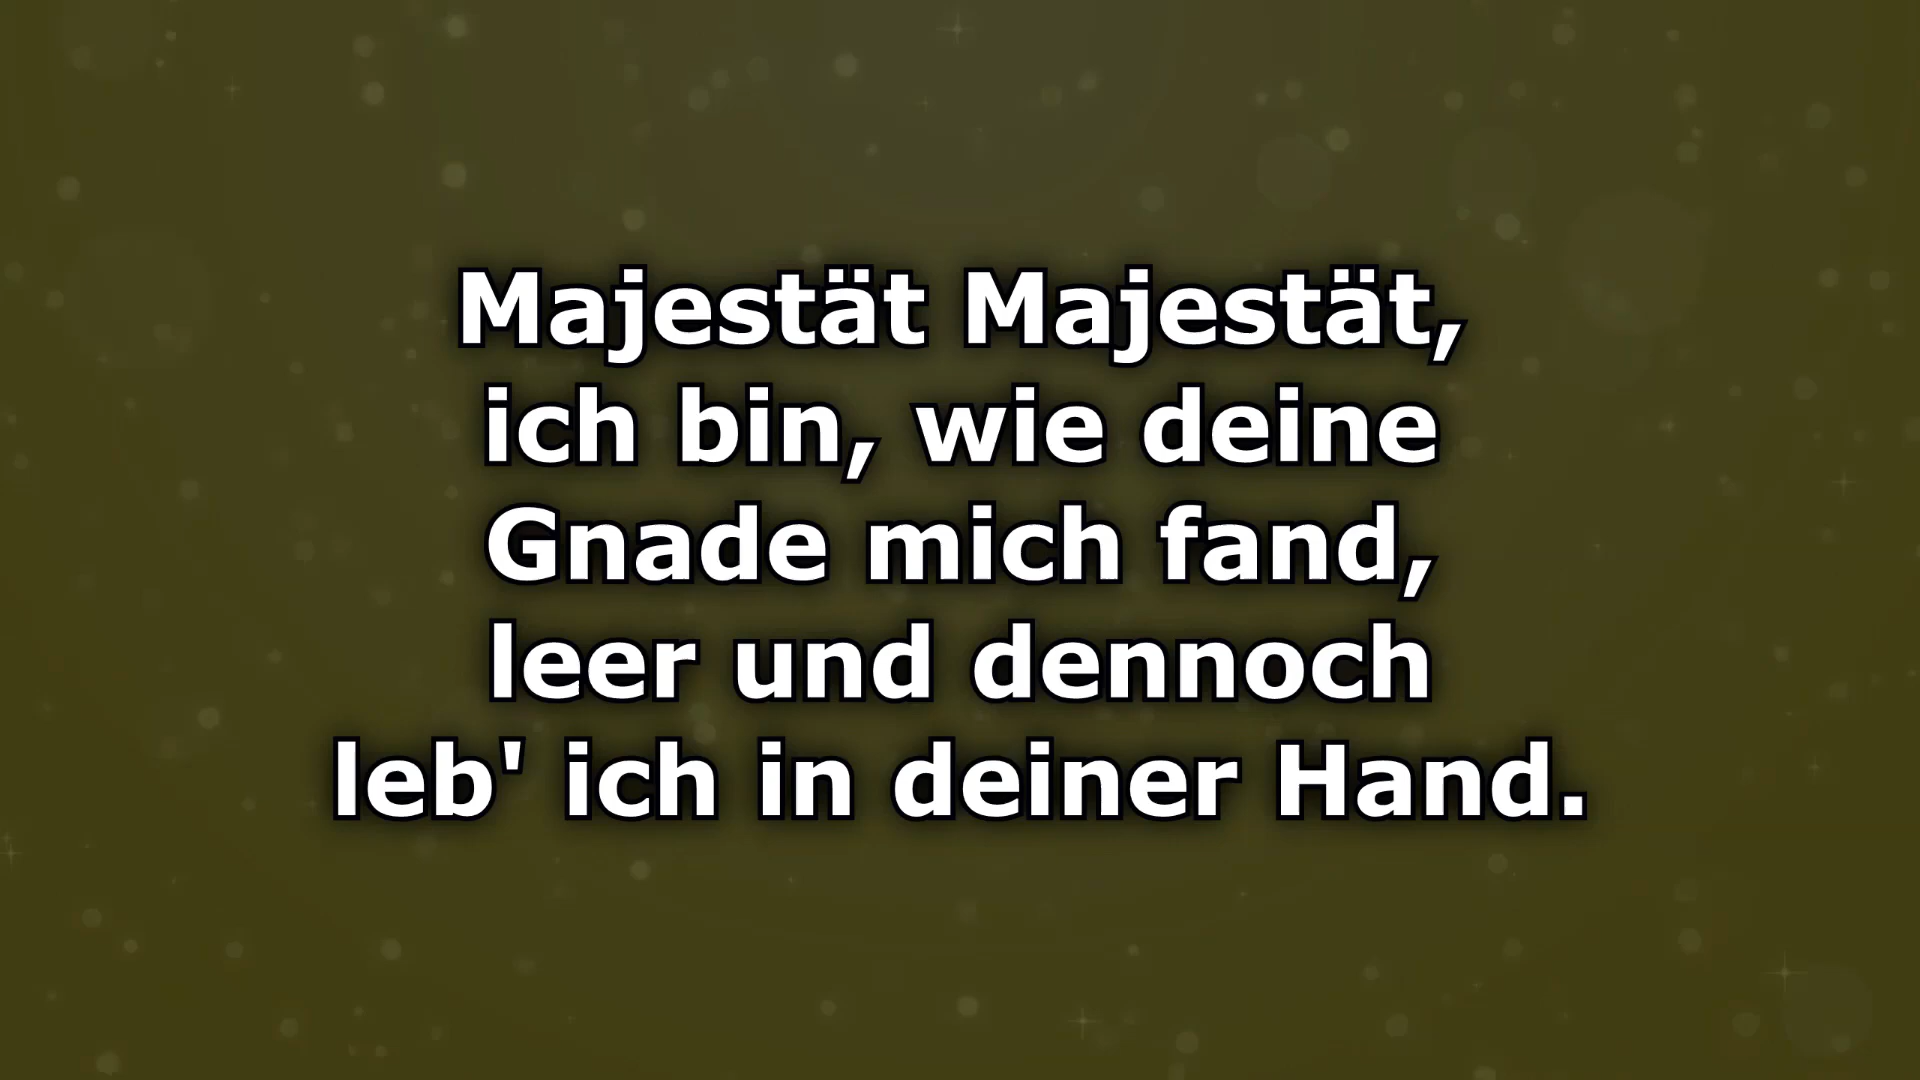 Majestät Majestät,
ich bin, wie deine
Gnade mich fand,
leer und dennoch
leb' ich in deiner Hand.